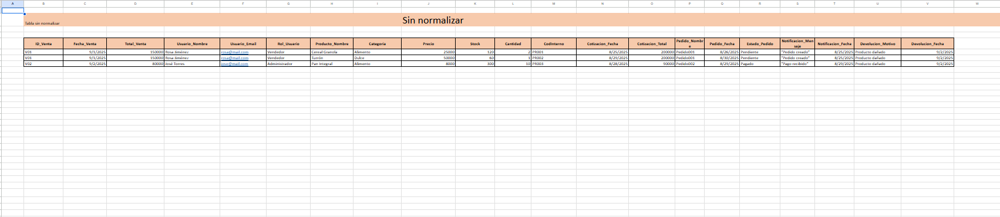 A B C D E F G H I J K L M N O P Q R S T U V W
Sin normalizar
Tabla sin normalizar
ID_Venta Fecha_Venta Total_Venta Usuario_Nombre Usuario_Email Rol_Usuario Producto_Nombre Categoria Precio Stock Cantidad CodInterno Cotizacion_Fecha Cotizacion_Total Pedido_Nombre Pedido_Fecha Estado_Pedido Notificacion_Mensaje Notificacion_Fecha Devolucion_Motivo Devolucion_Fecha
V01 9/1/2025 150000 Rosa Jiménez rosa@mail.com Vendedor Cereal Granola Alimento 25000 120 2 PR001 8/25/2025 200000 Pedido001 8/26/2025 Pendiente "Pedido creado" 8/25/2025 Producto dañado 9/2/2025
V01 9/1/2025 150000 Rosa Jiménez rosa@mail.com Vendedor Turrón Dulce 50000 60 1 PR002 8/29/2025 200000 Pedido001 8/30/2025 Pendiente "Pedido creado" 8/29/2025 Producto dañado 9/2/2025
V02 9/2/2025 80000 José Torres jose@mail.com Administrador Pan Integral Alimento 8000 300 10 PR003 8/28/2025 90000 Pedido002 8/29/2025 Pagado "Pago recibido" 8/29/2025 Producto dañado 9/2/2025